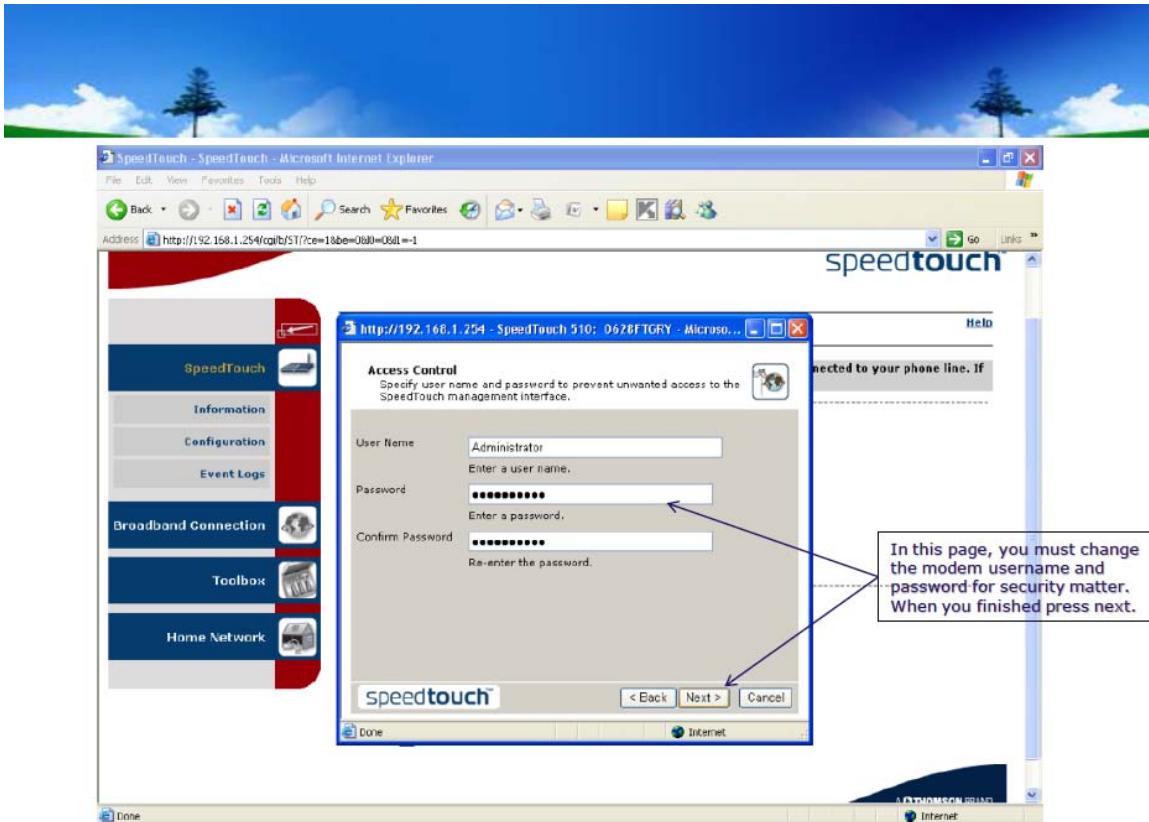 SpeedTouch - SpeedTouch - Microsoft Internet Explorer
File Edit View Favorites Tools Help
Back Search Favorites
Address http://192.168.1.254/cgi/b/ST/?ce=1&be=0&l0=0&l1=-1 Go Links
speedtouch™
Help
nected to your phone line. If
SpeedTouch
Information
Configuration
Event Logs
Broadband Connection
Toolbox
Home Network
http://192.168.1.254 - SpeedTouch 510: 0628FTGRY - Microso...
Access Control
Specify user name and password to prevent unwanted access to the
SpeedTouch management interface.
User Name Administrator
Enter a user name.
Password ●●●●●●●●●●
Enter a password.
Confirm Password ●●●●●●●●●●
Re-enter the password.
speedtouch™ < Back Next > Cancel
Done Internet
In this page, you must change
the modem username and
password for security matter.
When you finished press next.
A THOMSON BRAND
Done Internet